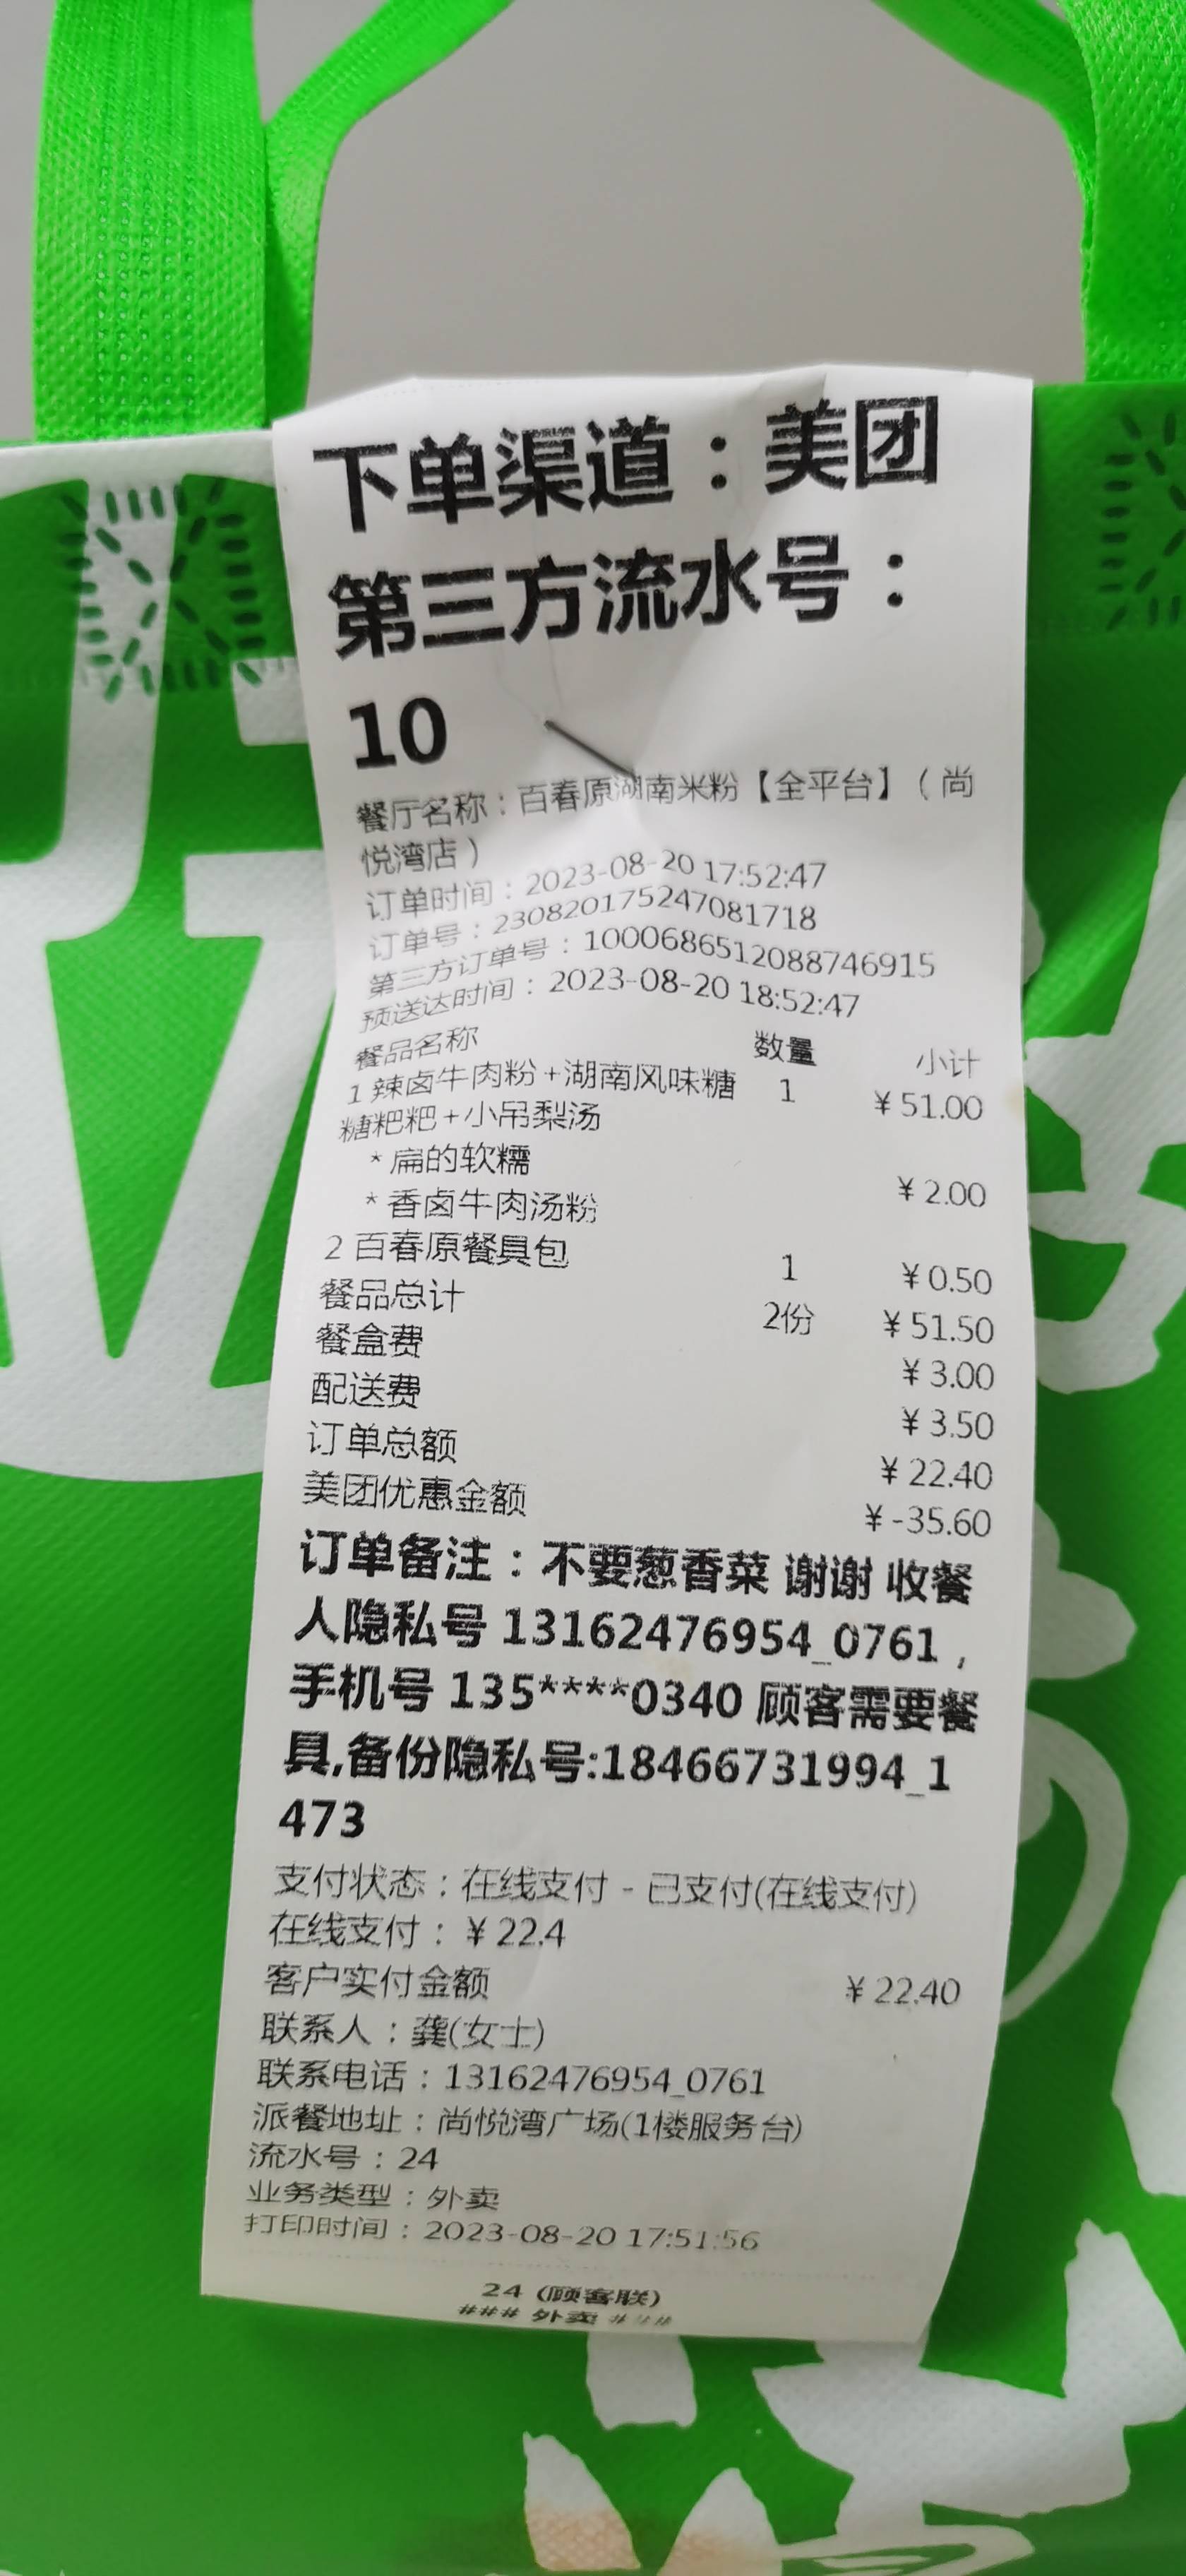 下单渠道：美团
第三方流水号：
10
餐厅名称：百春原湖南米粉【全平台】（尚
悦湾店）
订单时间：2023-08-20 17:52:47
订单号：230820175247081718
第三方订单号：1000686512088746915
预送达时间：2023-08-20 18:52:47
餐品名称 数量 小计
1 辣卤牛肉粉+湖南风味糖 1 ¥51.00
糖粑粑+小吊梨汤
*扁的软糯
*香卤牛肉汤粉 ¥2.00
2 百春原餐具包 1 ¥0.50
餐品总计 2份 ¥51.50
餐盒费 ¥3.00
配送费 ¥3.50
订单总额 ¥22.40
美团优惠金额 ¥-35.60
订单备注：不要葱香菜 谢谢 收餐
人隐私号 13162476954_0761，
手机号 135****0340 顾客需要餐
具,备份隐私号:18466731994_1
473
支付状态：在线支付 - 已支付(在线支付)
在线支付：¥22.4
客户实付金额 ¥22.40
联系人：龚(女士)
联系电话：13162476954_0761
派餐地址：尚悦湾广场(1楼服务台)
流水号：24
业务类型：外卖
打印时间：2023-08-20 17:51:56
24 (顾客联)
### 外卖 ###